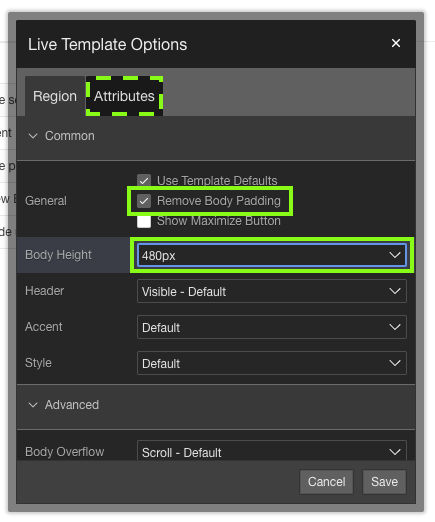 Live Template Options
Region Attributes
Common
Use Template Defaults
General Remove Body Padding
Show Maximize Button
Body Height 480px
Header Visible - Default
Accent Default
Style Default
Advanced
Body Overflow Scroll - Default
Cancel Save